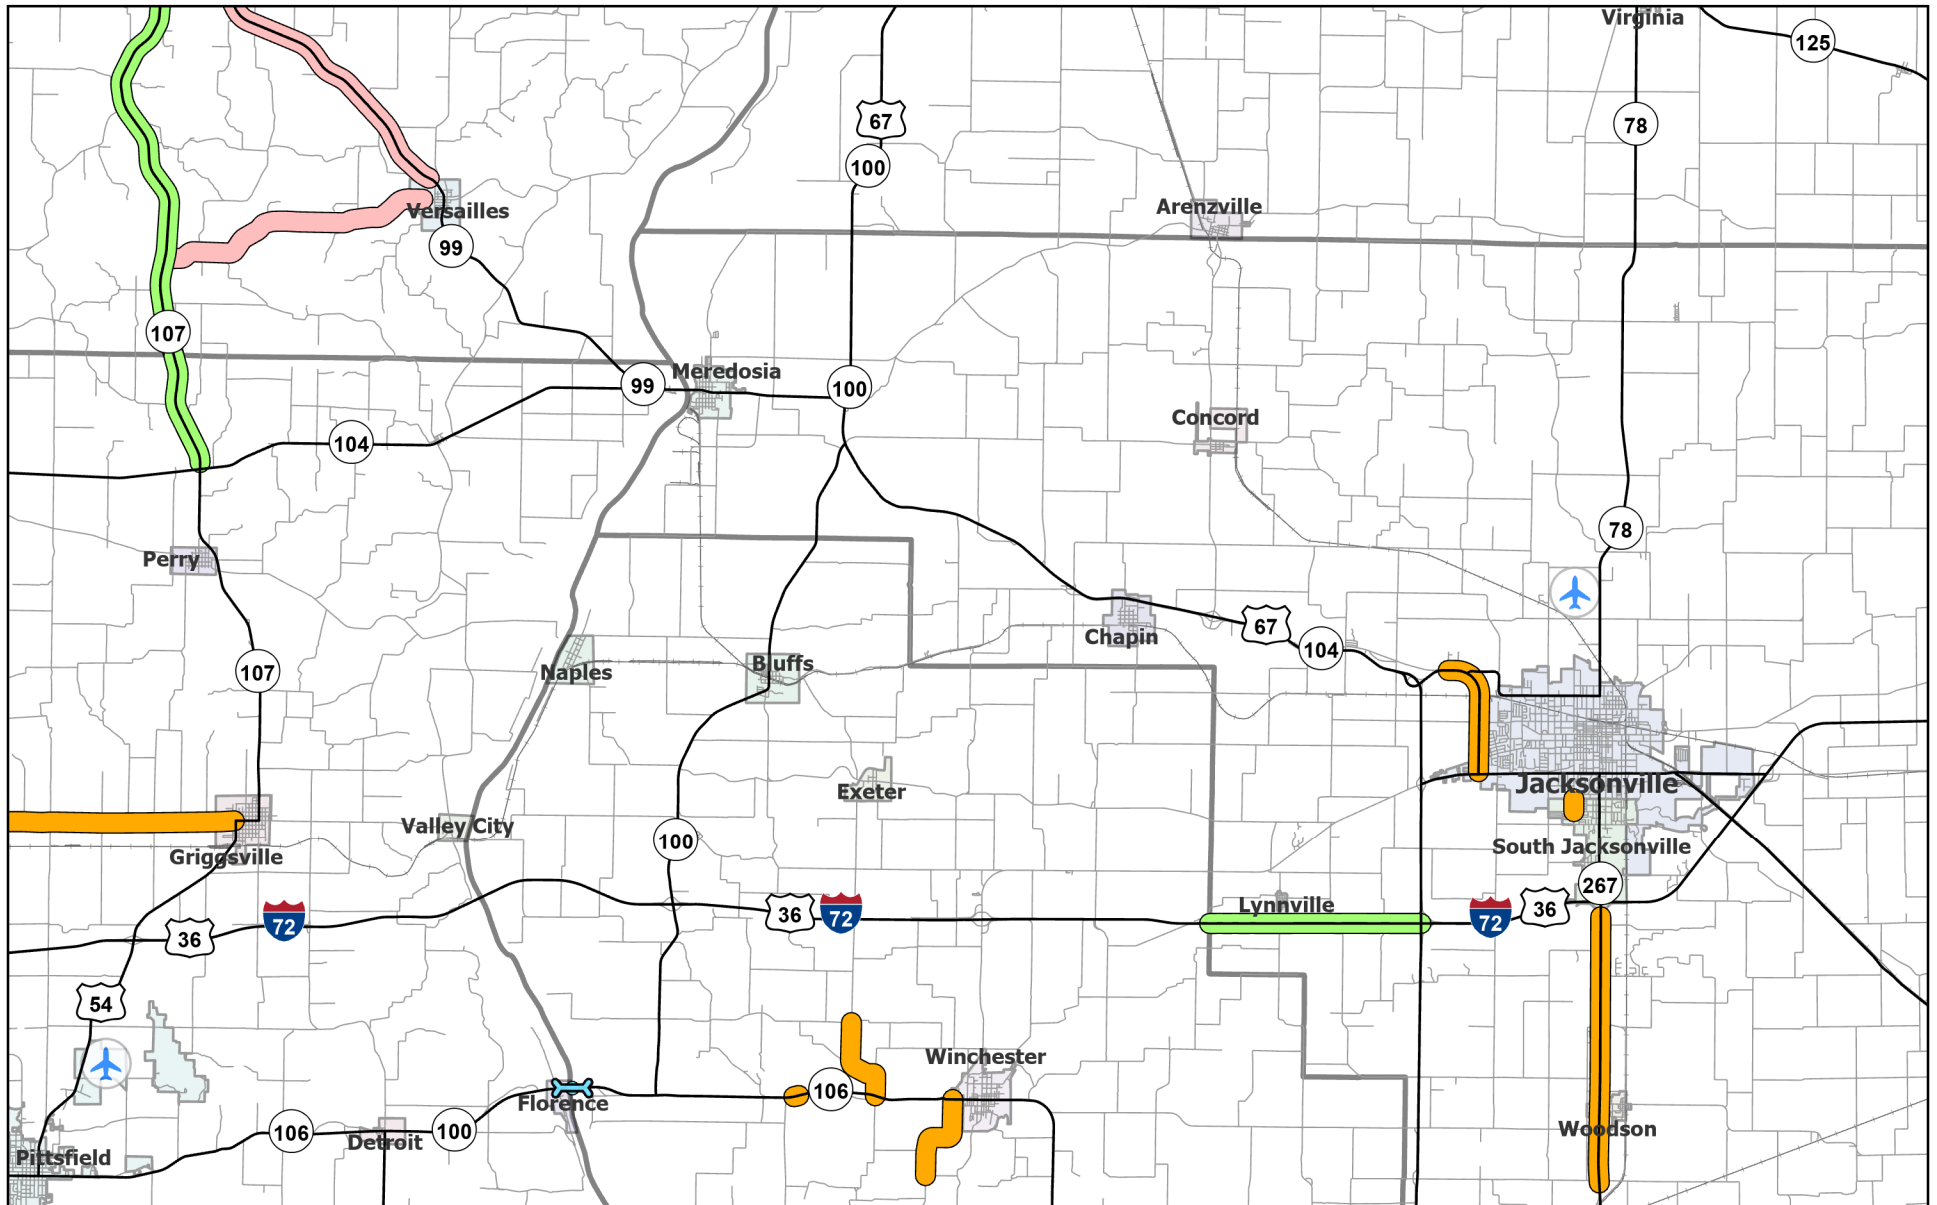 Virginia
125
67
78
100
Arenzville
Versailles
99
107
Meredosia
99
100
Concord
104
78
Perry
67
Chapin
104
Bluffs
Naples
107
Jacksonville
Exeter
Valley City
100
South Jacksonville
Griggsville
267
Lynnville
36
72
36
72
36
72
54
Winchester
106
Florence
Woodson
106
100
Detroit
Pittsfield